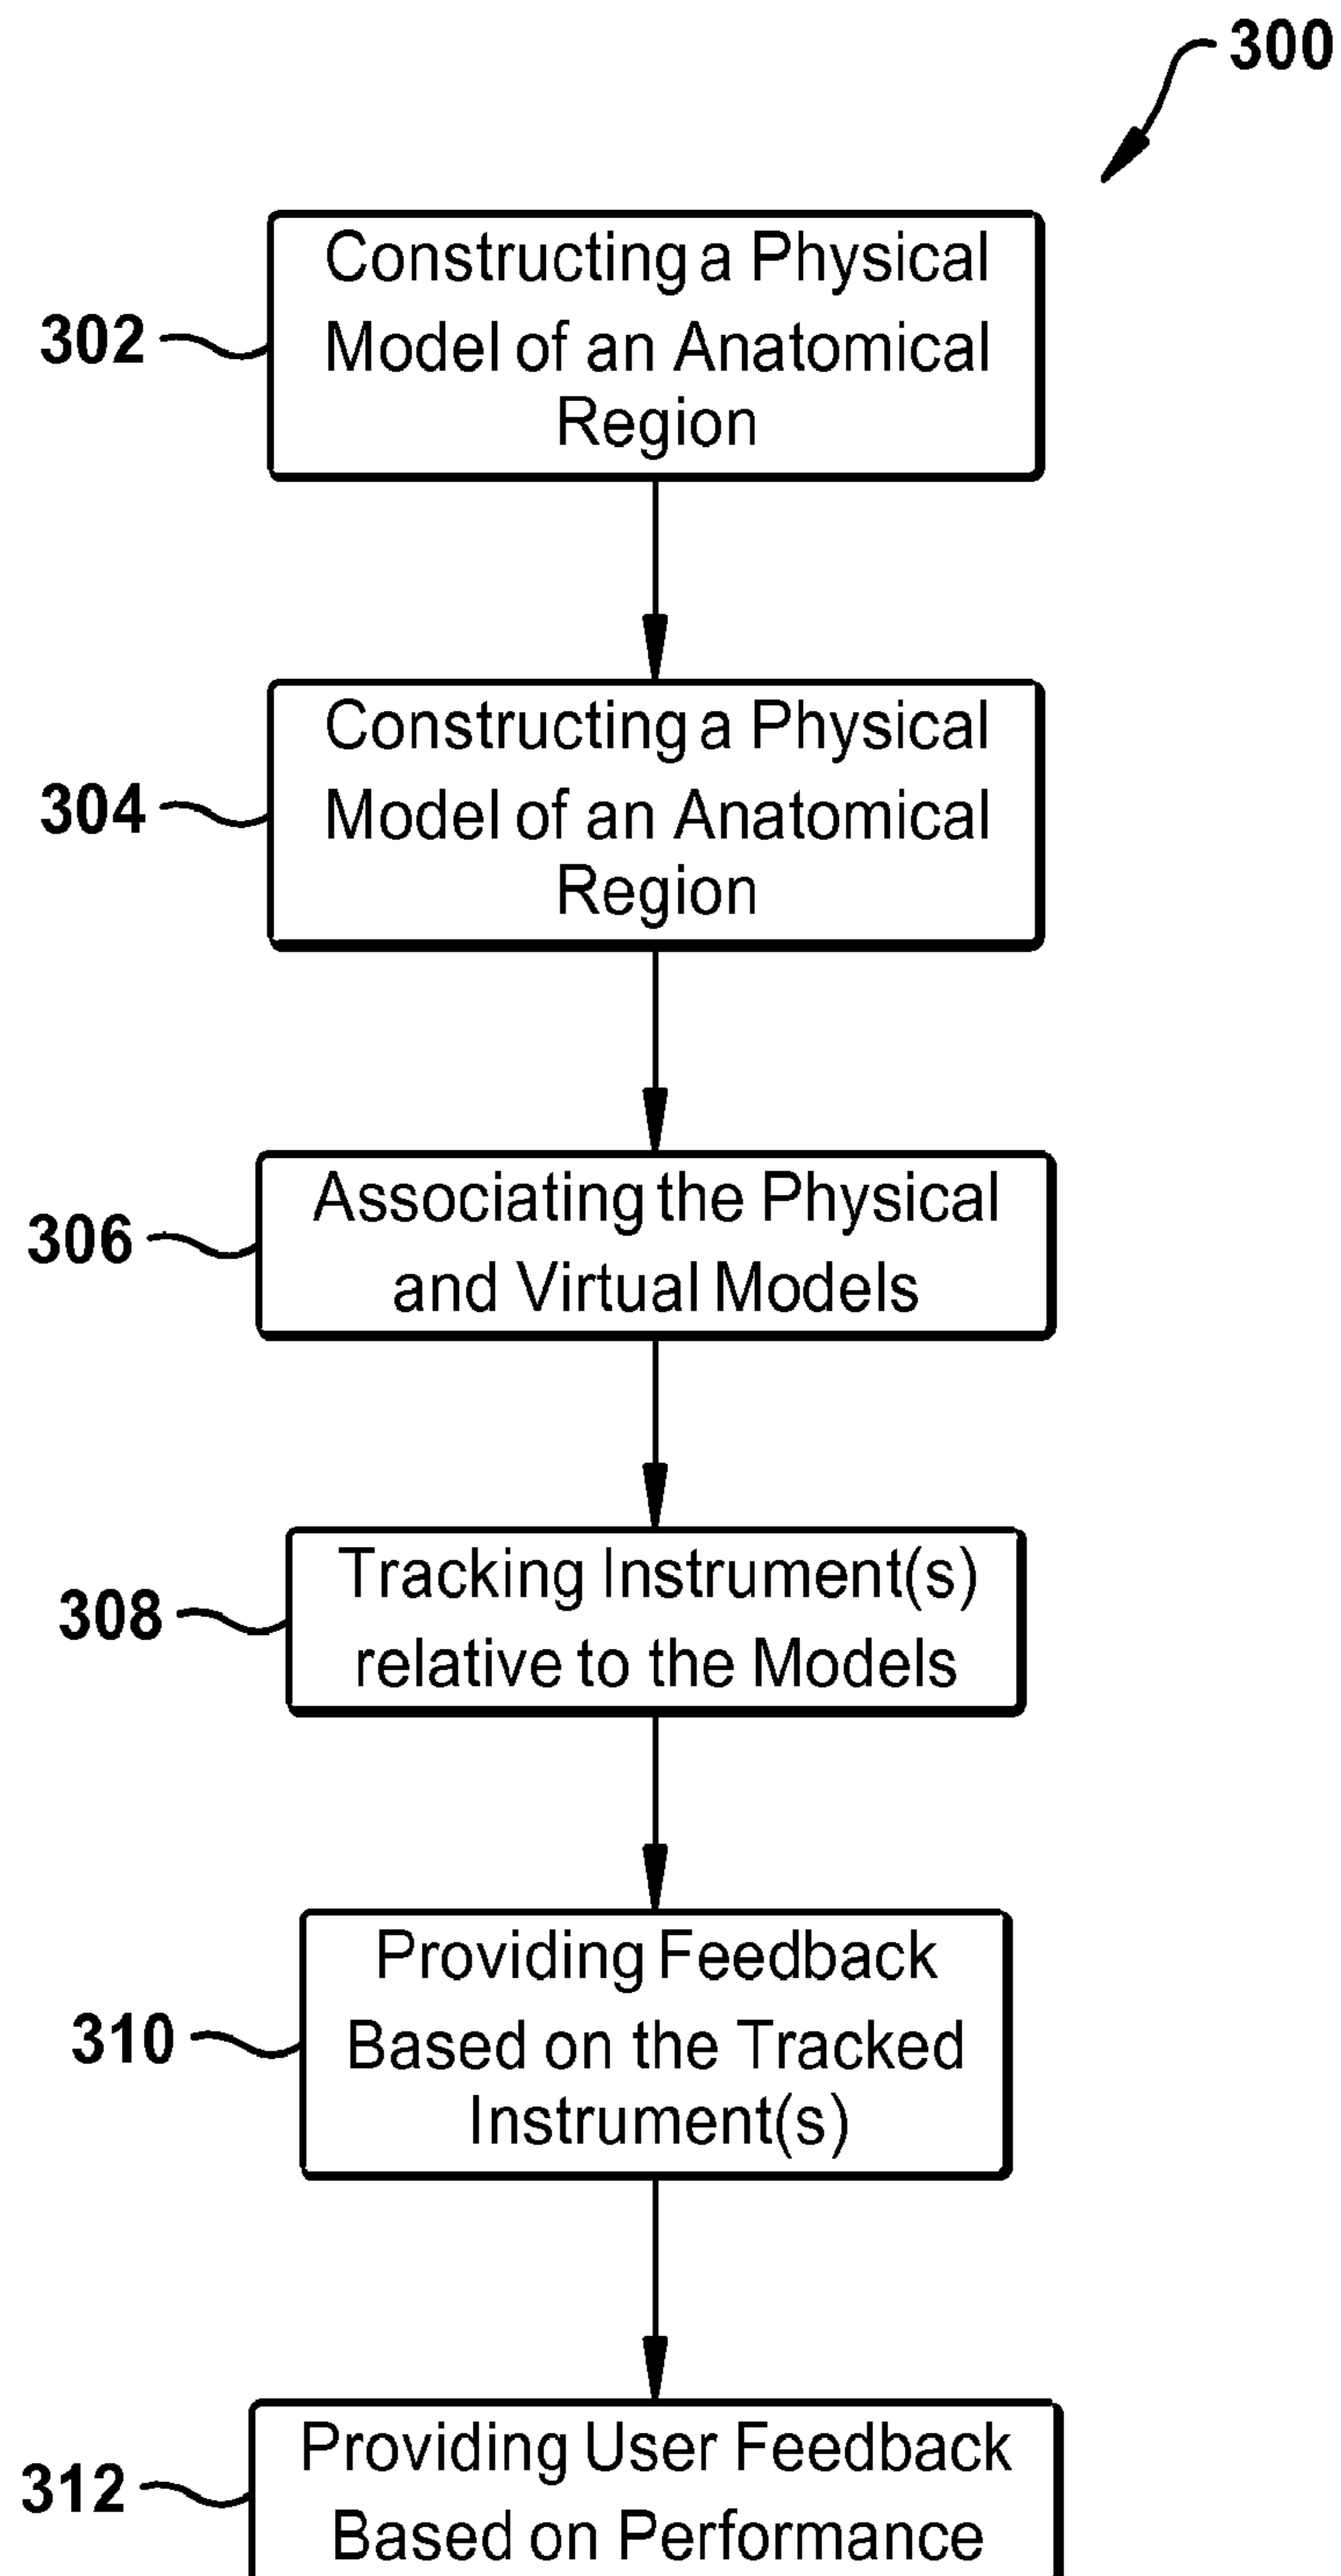 300
Constructing a Physical
302
Model of an Anatomical
Region
Constructing a Physical
304
Model of an Anatomical
Region
Associating the Physical
306
and Virtual Models
Tracking Instrument(s)
308
relative to the Models
Providing Feedback
310
Based on the Tracked
Instrument(s)
Providing User Feedback
312
Based on Performance